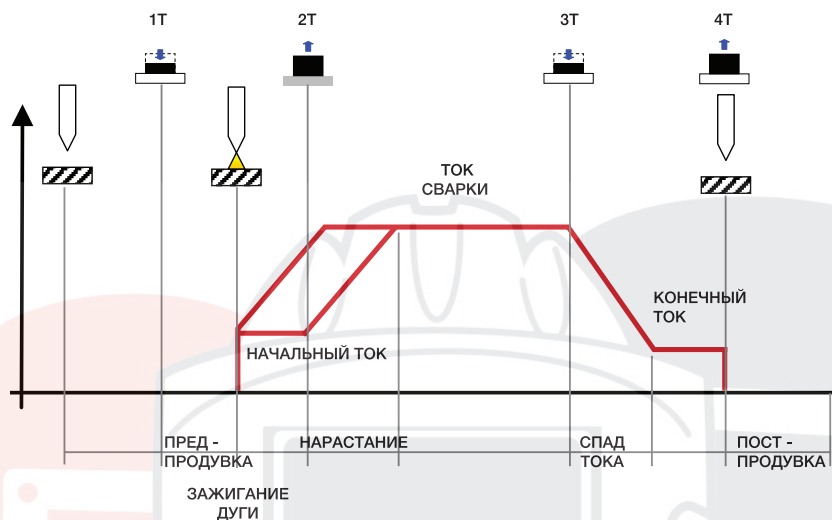 1T
2T
3T
4T
ТОК
СВАРКИ
КОНЕЧНЫЙ
ТОК
НАЧАЛЬНЫЙ ТОК
ПРЕД -
ПРОДУВКА
НАРАСТАНИЕ
СПАД
ТОКА
ПОСТ -
ПРОДУВКА
ЗАЖИГАНИЕ
ДУГИ